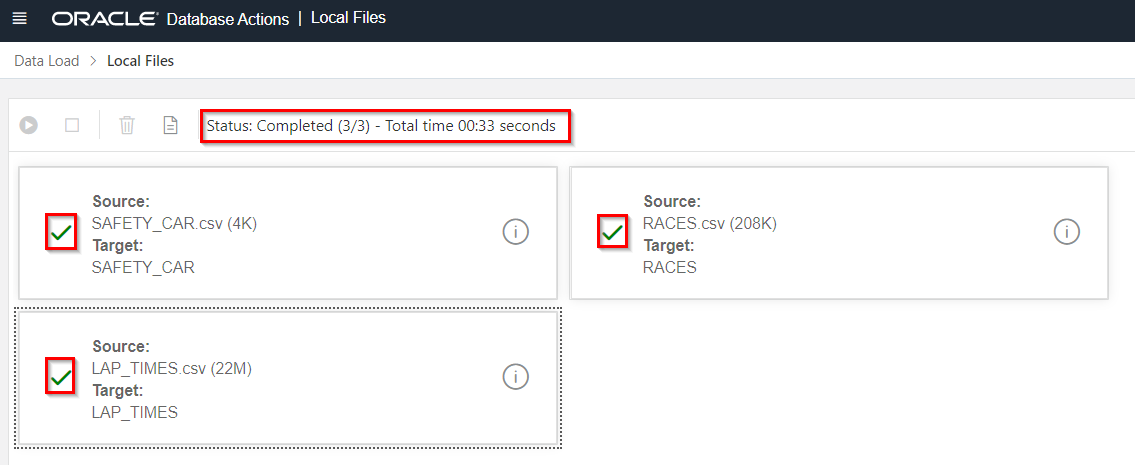 ORACLE® Database Actions | Local Files
Data Load > Local Files
Status: Completed (3/3) - Total time 00:33 seconds
Source:
SAFETY_CAR.csv (4K)
Target:
SAFETY_CAR
Source:
RACES.csv (208K)
Target:
RACES
Source:
LAP_TIMES.csv (22M)
Target:
LAP_TIMES